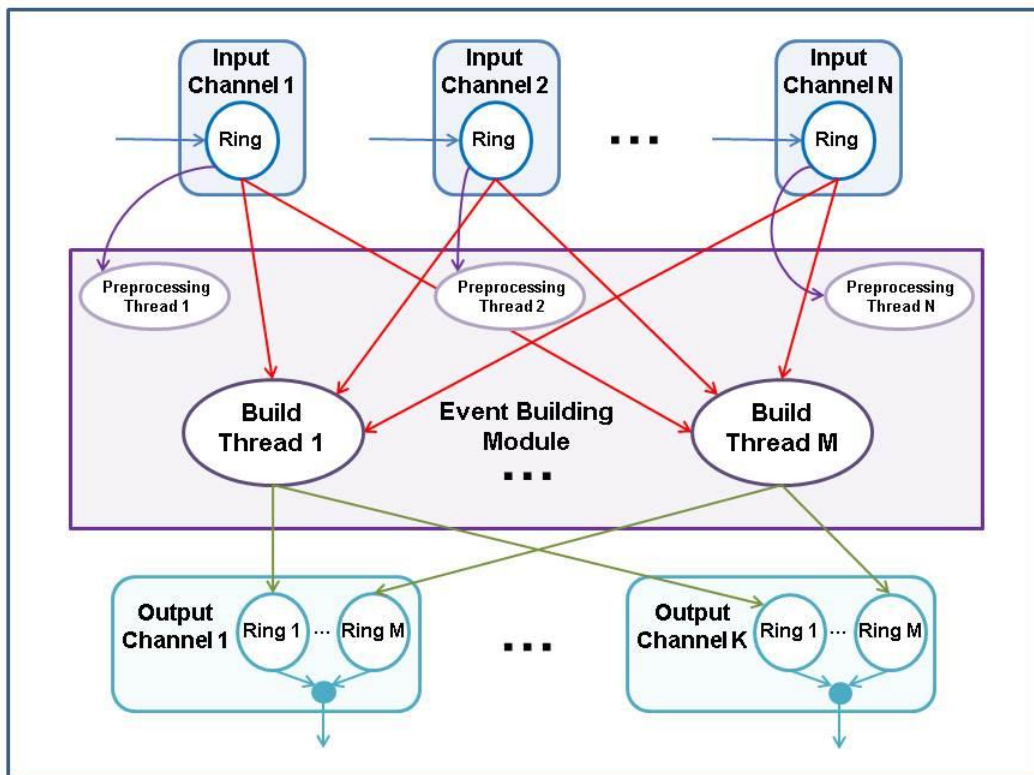 Input
Channel 1
Input
Channel 2
Input
Channel N
Ring
Ring
...
Ring
Preprocessing
Thread 1
Preprocessing
Thread 2
Preprocessing
Thread N
Build
Thread 1
Event Building
Module
...
Build
Thread M
Output
Channel 1
Ring 1 ... Ring M
...
Output
Channel K
Ring 1 ... Ring M